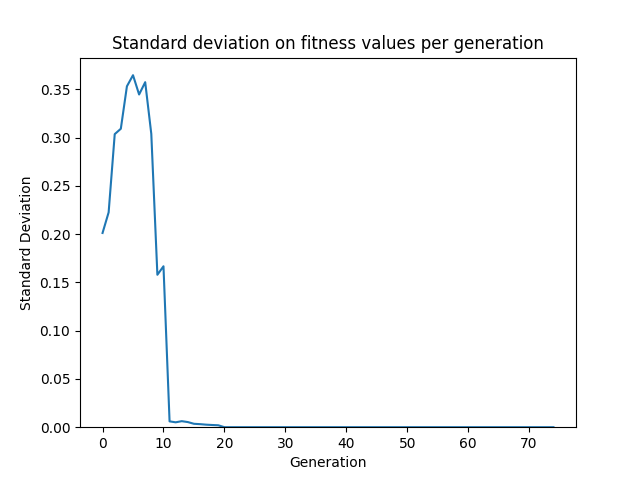 Standard deviation on fitness values per generation
Standard Deviation
0.35
0.30
0.25
0.20
0.15
0.10
0.05
0.00
0 10 20 30 40 50 60 70
Generation